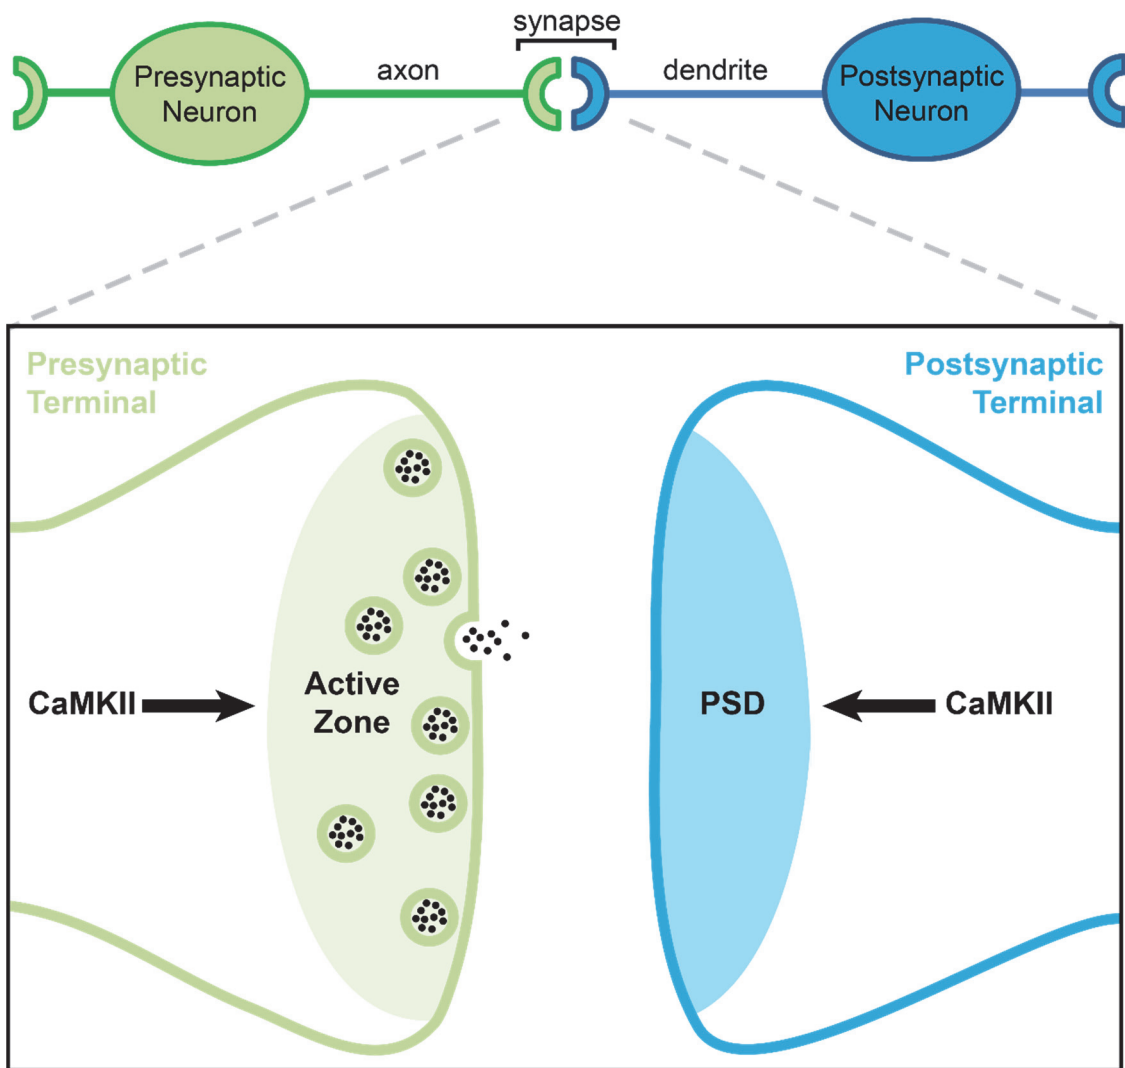 synapse
Presynaptic
Neuron
axon
dendrite
Postsynaptic
Neuron
Presynaptic
Terminal
Postsynaptic
Terminal
CaMKII
Active
Zone
PSD
CaMKII